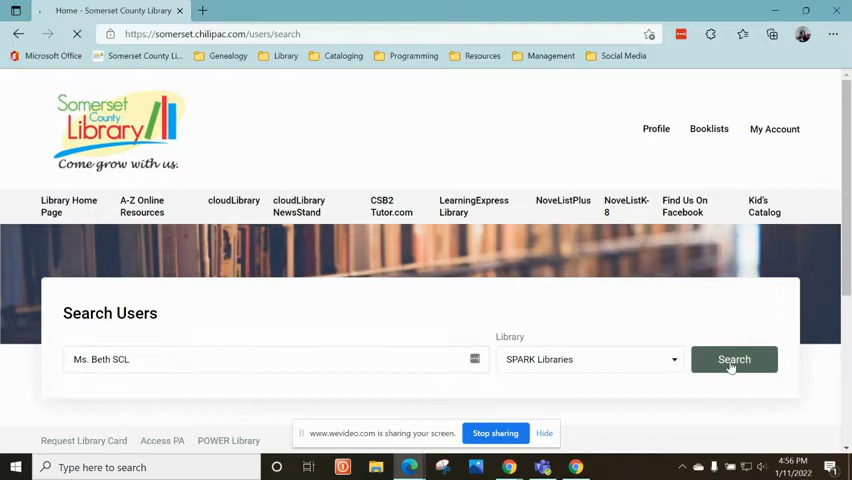 Home - Somerset County Library
https://somerset.chilipac.com/users/search
Microsoft Office
Somerset County Li...
Genealogy
Library
Cataloging
Programming
Resources
Management
Social Media
Somerset
County
Library
Come grow with us.
Profile
Booklists
My Account
Library Home
Page
A-Z Online
Resources
cloudLibrary
cloudLibrary
NewsStand
CSB2
Tutor.com
LearningExpress
Library
NoveListPlus
NoveListK-
8
Find Us On
Facebook
Kid's
Catalog
Search Users
Library
Ms. Beth SCL
SPARK Libraries
Search
www.wevideo.com is sharing your screen.
Stop sharing
Hide
Request Library Card
Access PA
POWER Library
Type here to search
4:56 PM
1/11/2022